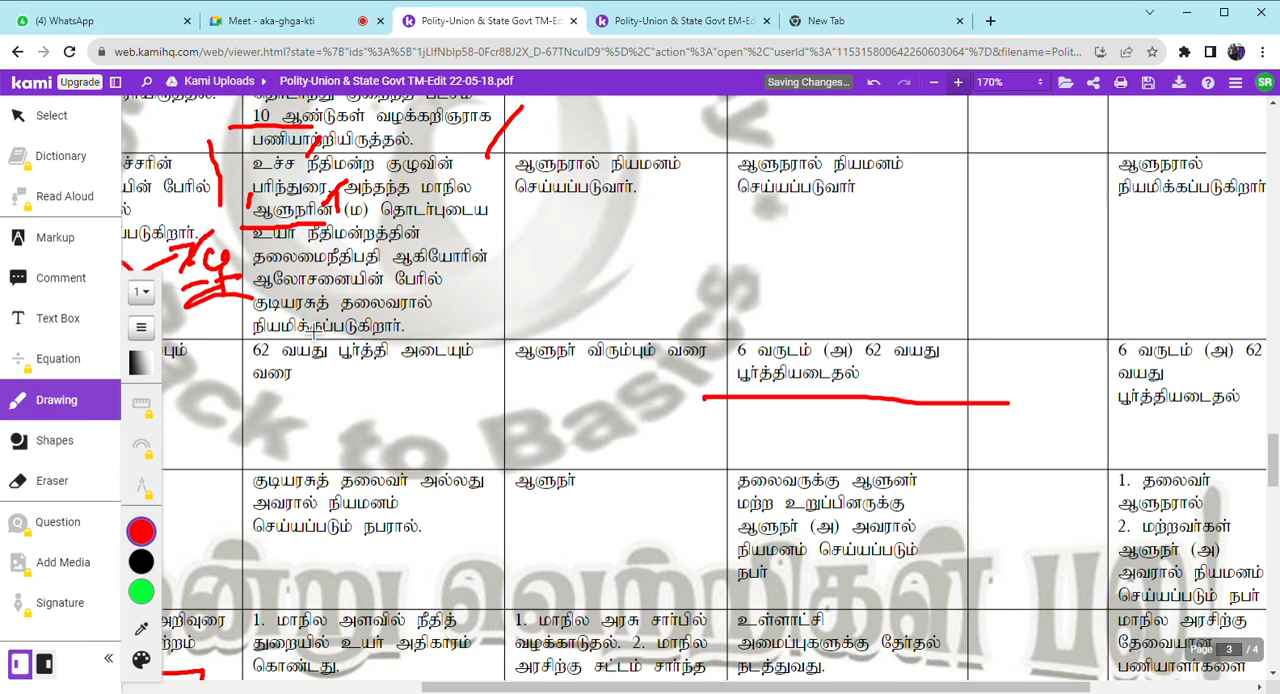 WhatsApp
Meet - aka-ghga-kti
Polity-Union & State Govt TM-Ed
Polity-Union & State Govt EM-Ed
New Tab
web.kamihq.com/web/viewer.html?state=%7B"ids"%3A%5B"1jLIfNblp58-0Fcr8BJ2X_D-67TNcuID9"%5D%2C"action"%3A"open"%2C"userId"%3A"115315800642260603064"%7D&filename=Polit...
kami Upgrade
Kami Uploads
Polity-Union & State Govt TM-Edit 22-05-18.pdf
Saving Changes...
170%
SR
Select
Dictionary
Read Aloud
Markup
Comment
Text Box
Equation
Drawing
Shapes
Eraser
Question
Add Media
Signature
1
10 ஆண்டுகள் வழக்கறிஞராக
பணியாற்றியிருத்தல்.
ச்சரின்
யின் பேரில்
ல்
படுகிறார்.
உச்ச நீதிமன்ற குழுவின்
பரிந்துரை, அந்தந்த மாநில
ஆளுநரின் (ம) தொடர்புடைய
உயர் நீதிமன்றத்தின்
தலைமைநீதிபதி ஆகியோரின்
ஆலோசனையின் பேரில்
குடியரசுத் தலைவரால்
நியமிக்கப்படுகிறார்.
ஆளுநரால் நியமனம்
செய்யப்படுவார்.
ஆளுநரால் நியமனம்
செய்யப்படுவார்
ஆளுநரால்
நியமிக்கப்படுகிறார்
யும்
62 வயது பூர்த்தி அடையும்
வரை
ஆளுநர் விரும்பும் வரை
6 வருடம் (அ) 62 வயது
பூர்த்தியடைதல்
6 வருடம் (அ) 62
வயது
பூர்த்தியடைதல்
குடியரசுத் தலைவர் அல்லது
அவரால் நியமனம்
செய்யப்படும் நபரால்.
ஆளுநர்
தலைவருக்கு ஆளுனர்
மற்ற உறுப்பினருக்கு
ஆளுநர் (அ) அவரால்
நியமனம் செய்யப்படும்
நபர்
1. தலைவர்
ஆளுநரால்
2. மற்றவர்கள்
ஆளுநர் (அ)
அவரால் நியமனம்
செய்யப்படும் நபர்
அறிவுரை
ற்றம்
1. மாநில அளவில் நீதித்
துறையில் உயர் அதிகாரம்
கொண்டது.
1. மாநில அரசு சார்பில்
வழக்காடுதல். 2. மாநில
அரசிற்கு சட்டம் சார்ந்த
உள்ளாட்சி
அமைப்புகளுக்கு தேர்தல்
நடத்துவது.
மாநில அரசிற்கு
தேவையான
பணியாளர்களை
Back to Basics
Page 3 / 4